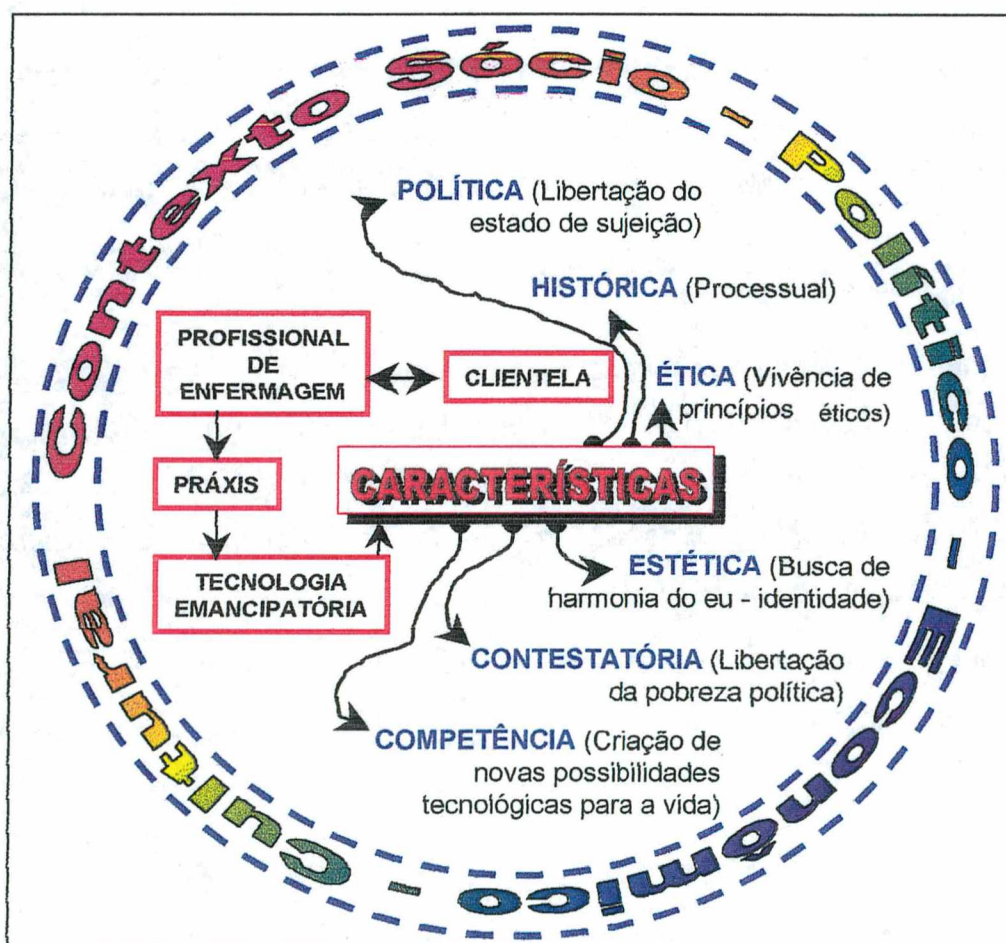 Contexto Sócio - Político - Econômico - Cultural
POLÍTICA (Libertação do
estado de sujeição)
HISTÓRICA (Processual)
PROFISSIONAL
DE
ENFERMAGEM
CLIENTELA
ÉTICA (Vivência de
princípios éticos)
PRÁXIS
CARACTERÍSTICAS
TECNOLOGIA
EMANCIPATÓRIA
ESTÉTICA (Busca de
harmonia do eu - identidade)
CONTESTATÓRIA (Libertação
da pobreza política)
COMPETÊNCIA (Criação de
novas possibilidades
tecnológicas para a vida)